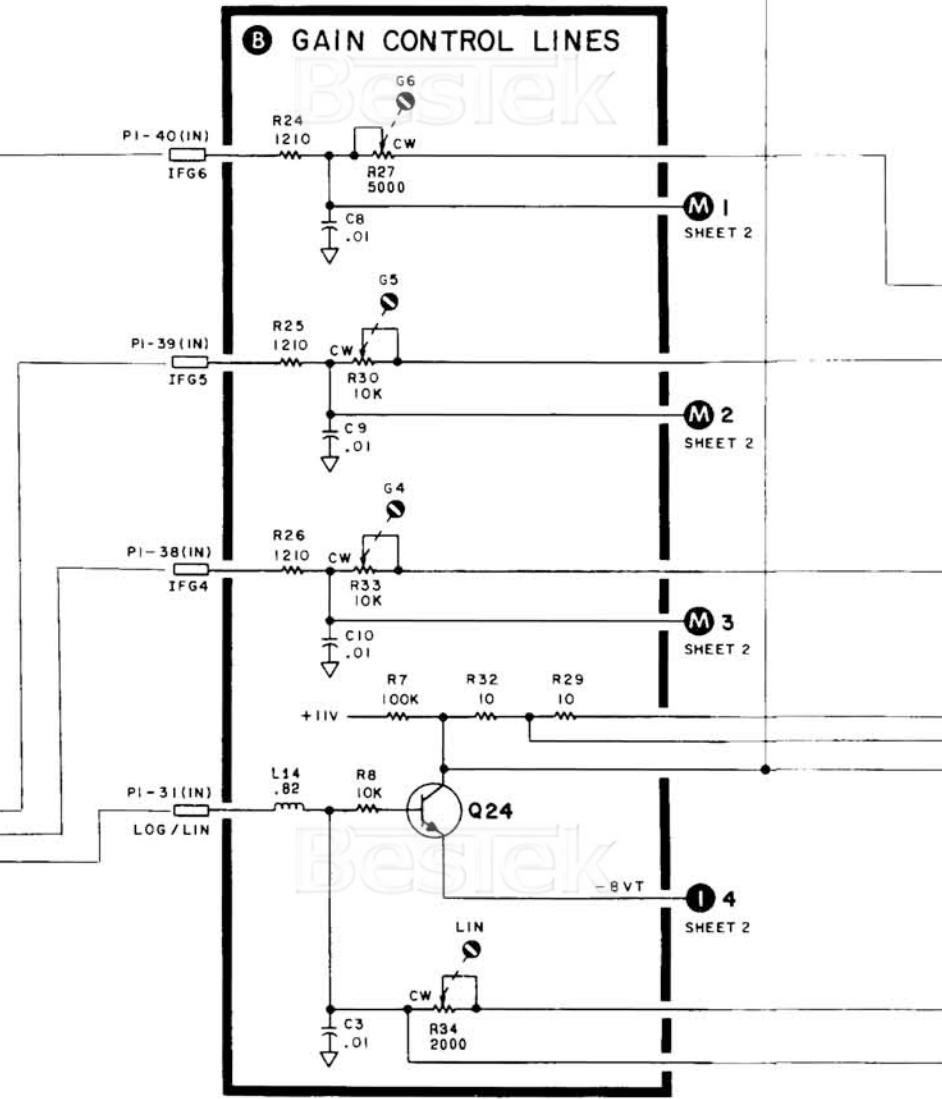 B GAIN CONTROL LINES
BesTek
G6
R24
1210
P1-40(IN)
IFG6
CW
R27
5000
C8
.01
M 1
SHEET 2
G5
R25
1210
P1-39(IN)
IFG5
CW
R30
10K
C9
.01
M 2
SHEET 2
G4
R26
1210
P1-38(IN)
IFG4
CW
R33
10K
C10
.01
M 3
SHEET 2
R7
100K
R32
10
R29
10
+11V
L14
.82
R8
10K
P1-31(IN)
LOG/LIN
Q24
BesTek
-8VT
I 4
SHEET 2
LIN
CW
R34
2000
C3
.01